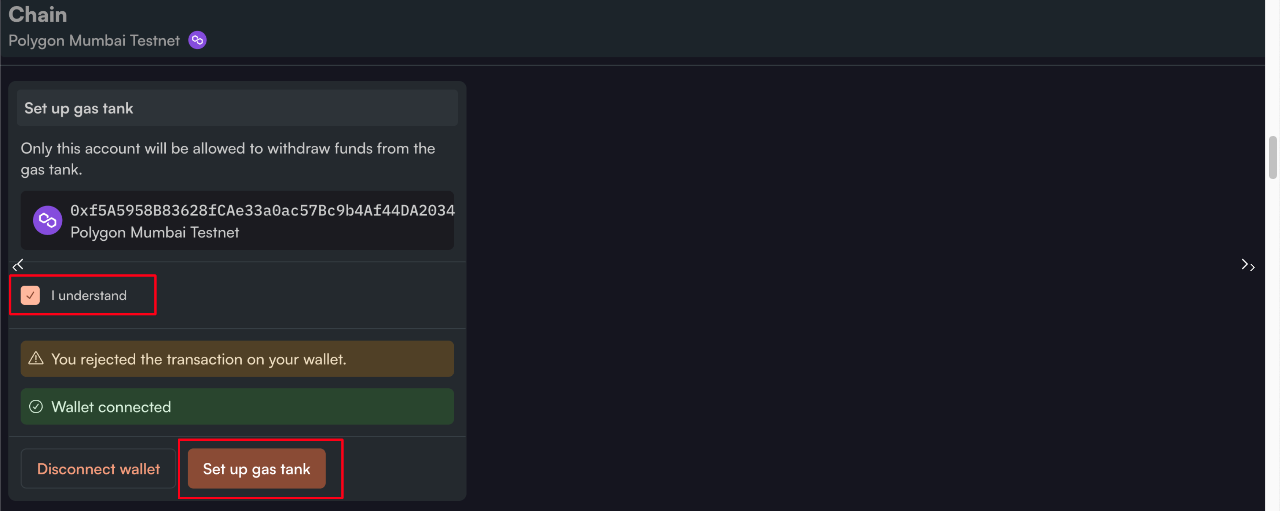 Chain
Polygon Mumbai Testnet
Set up gas tank
Only this account will be allowed to withdraw funds from the
gas tank.
0xf5A5958B83628fCAe33a0ac57Bc9b4Af44DA2034
Polygon Mumbai Testnet
I understand
You rejected the transaction on your wallet.
Wallet connected
Disconnect wallet
Set up gas tank